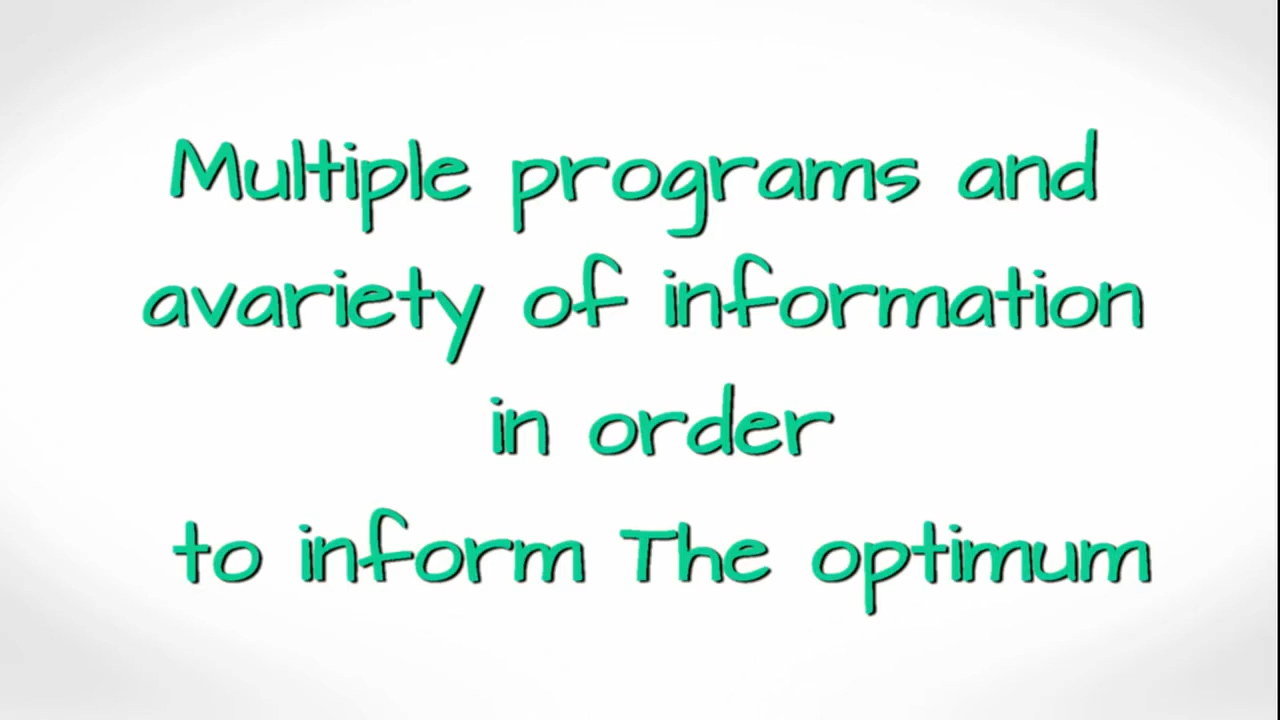 Multiple programs and
avariety of information
in order
to inform The optimum